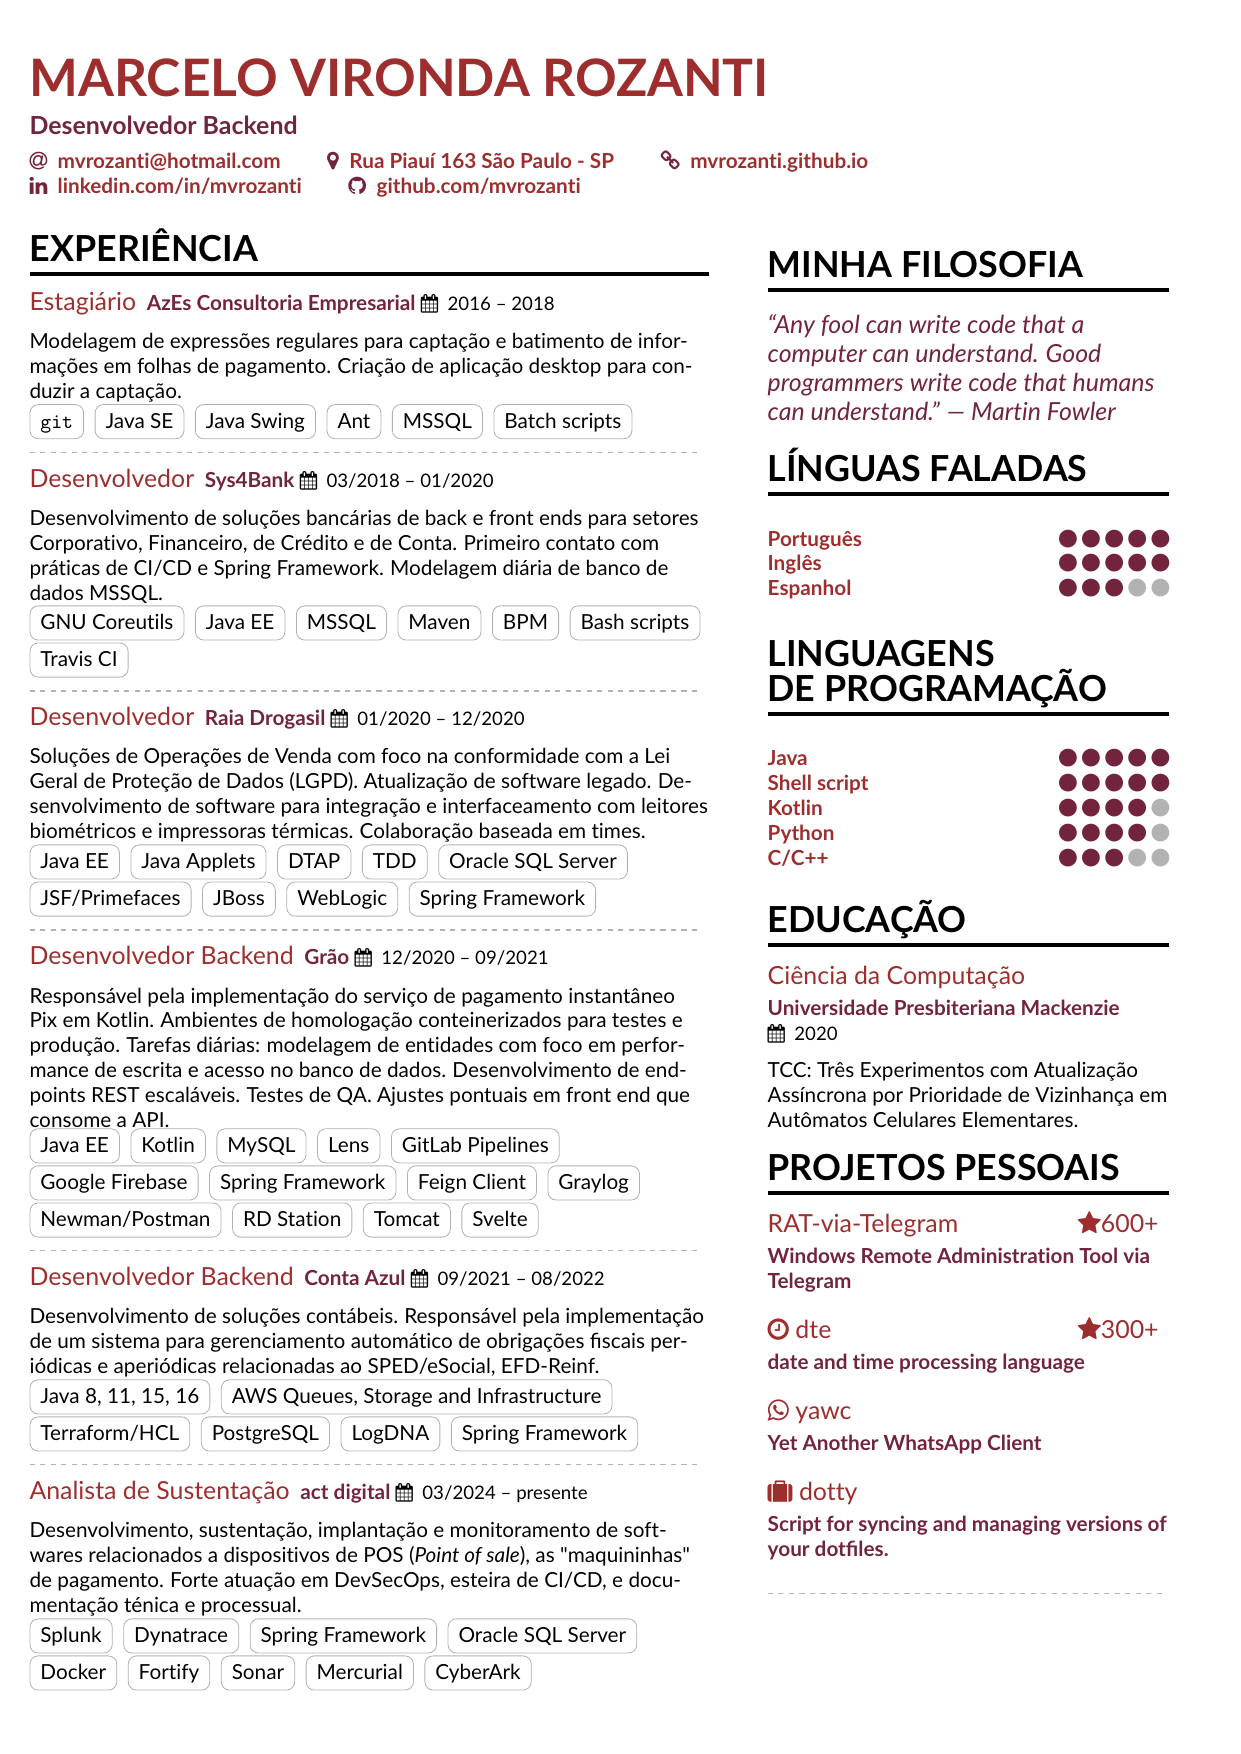 MARCELO VIRONDA ROZANTI
Desenvolvedor Backend
mvrozanti@hotmail.com Rua Piauí 163 São Paulo - SP mvrozanti.github.io
linkedin.com/in/mvrozanti github.com/mvrozanti
EXPERIÊNCIA
Estagiário AzEs Consultoria Empresarial 2016 – 2018
Modelagem de expressões regulares para captação e batimento de infor-
mações em folhas de pagamento. Criação de aplicação desktop para con-
duzir a captação.
git Java SE Java Swing Ant MSSQL Batch scripts
Desenvolvedor Sys4Bank 03/2018 – 01/2020
Desenvolvimento de soluções bancárias de back e front ends para setores
Corporativo, Financeiro, de Crédito e de Conta. Primeiro contato com
práticas de CI/CD e Spring Framework. Modelagem diária de banco de
dados MSSQL.
GNU Coreutils Java EE MSSQL Maven BPM Bash scripts
Travis CI
Desenvolvedor Raia Drogasil 01/2020 – 12/2020
Soluções de Operações de Venda com foco na conformidade com a Lei
Geral de Proteção de Dados (LGPD). Atualização de software legado. De-
senvolvimento de software para integração e interfaceamento com leitores
biométricos e impressoras térmicas. Colaboração baseada em times.
Java EE Java Applets DTAP TDD Oracle SQL Server
JSF/Primefaces JBoss WebLogic Spring Framework
Desenvolvedor Backend Grão 12/2020 – 09/2021
Responsável pela implementação do serviço de pagamento instantâneo
Pix em Kotlin. Ambientes de homologação conteinerizados para testes e
produção. Tarefas diárias: modelagem de entidades com foco em perfor-
mance de escrita e acesso no banco de dados. Desenvolvimento de end-
points REST escaláveis. Testes de QA. Ajustes pontuais em front end que
consome a API.
Java EE Kotlin MySQL Lens GitLab Pipelines
Google Firebase Spring Framework Feign Client Graylog
Newman/Postman RD Station Tomcat Svelte
Desenvolvedor Backend Conta Azul 09/2021 – 08/2022
Desenvolvimento de soluções contábeis. Responsável pela implementação
de um sistema para gerenciamento automático de obrigações fiscais per-
iódicas e aperiódicas relacionadas ao SPED/eSocial, EFD-Reinf.
Java 8, 11, 15, 16 AWS Queues, Storage and Infrastructure
Terraform/HCL PostgreSQL LogDNA Spring Framework
Analista de Sustentação act digital 03/2024 – presente
Desenvolvimento, sustentação, implantação e monitoramento de soft-
wares relacionados a dispositivos de POS (Point of sale), as "maquininhas"
de pagamento. Forte atuação em DevSecOps, esteira de CI/CD, e docu-
mentação ténica e processual.
Splunk Dynatrace Spring Framework Oracle SQL Server
Docker Fortify Sonar Mercurial CyberArk
MINHA FILOSOFIA
“Any fool can write code that a
computer can understand. Good
programmers write code that humans
can understand.” — Martin Fowler
LÍNGUAS FALADAS
Português
Inglês
Espanhol
LINGUAGENS
DE PROGRAMAÇÃO
Java
Shell script
Kotlin
Python
C/C++
EDUCAÇÃO
Ciência da Computação
Universidade Presbiteriana Mackenzie
2020
TCC: Três Experimentos com Atualização
Assíncrona por Prioridade de Vizinhança em
Autômatos Celulares Elementares.
PROJETOS PESSOAIS
RAT-via-Telegram ★600+
Windows Remote Administration Tool via
Telegram
dte ★300+
date and time processing language
yawc
Yet Another WhatsApp Client
dotty
Script for syncing and managing versions of
your dotfiles.